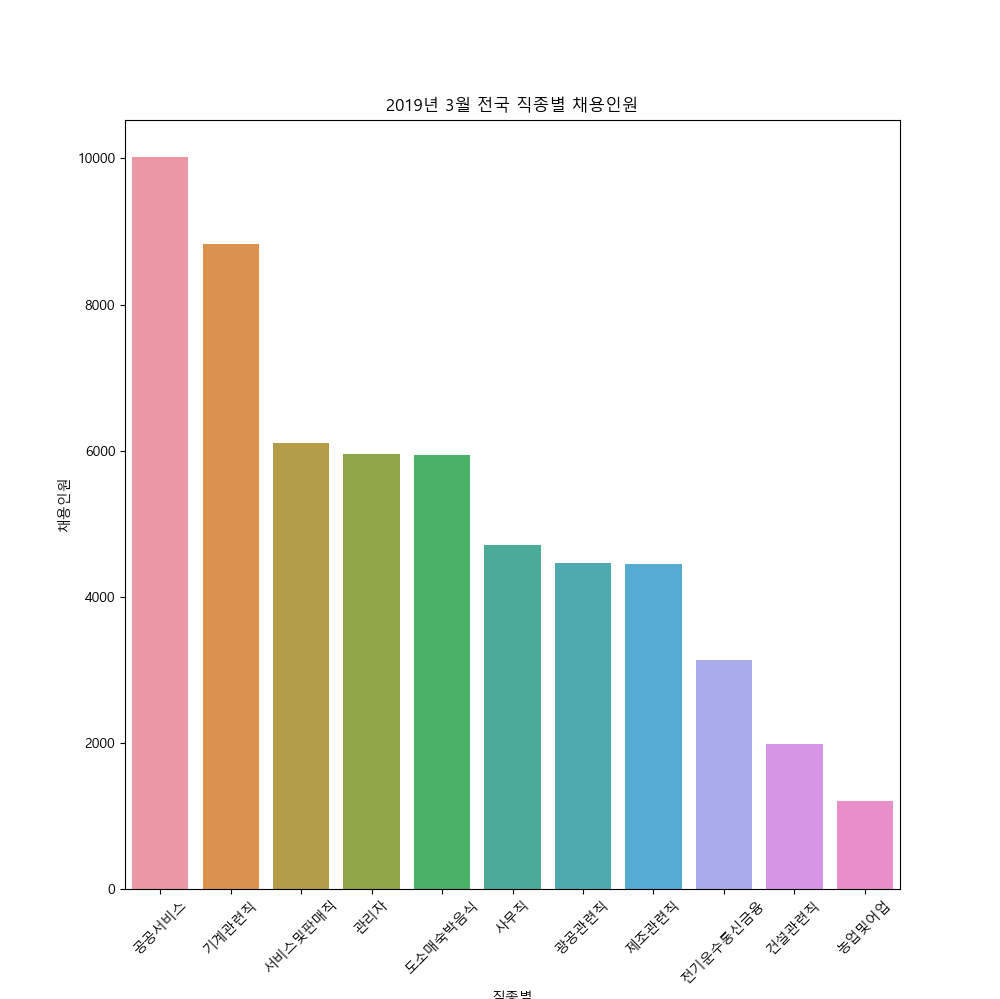 2019년 3월 전국 직종별 채용인원
채용인원
10000
8000
6000
4000
2000
0
공공서비스
기계관련직
서비스및판매직
관리자
도소매숙박음식
사무직
광공관련직
제조관련직
전기운수통신금융
건설관련직
농업및어업
직종별